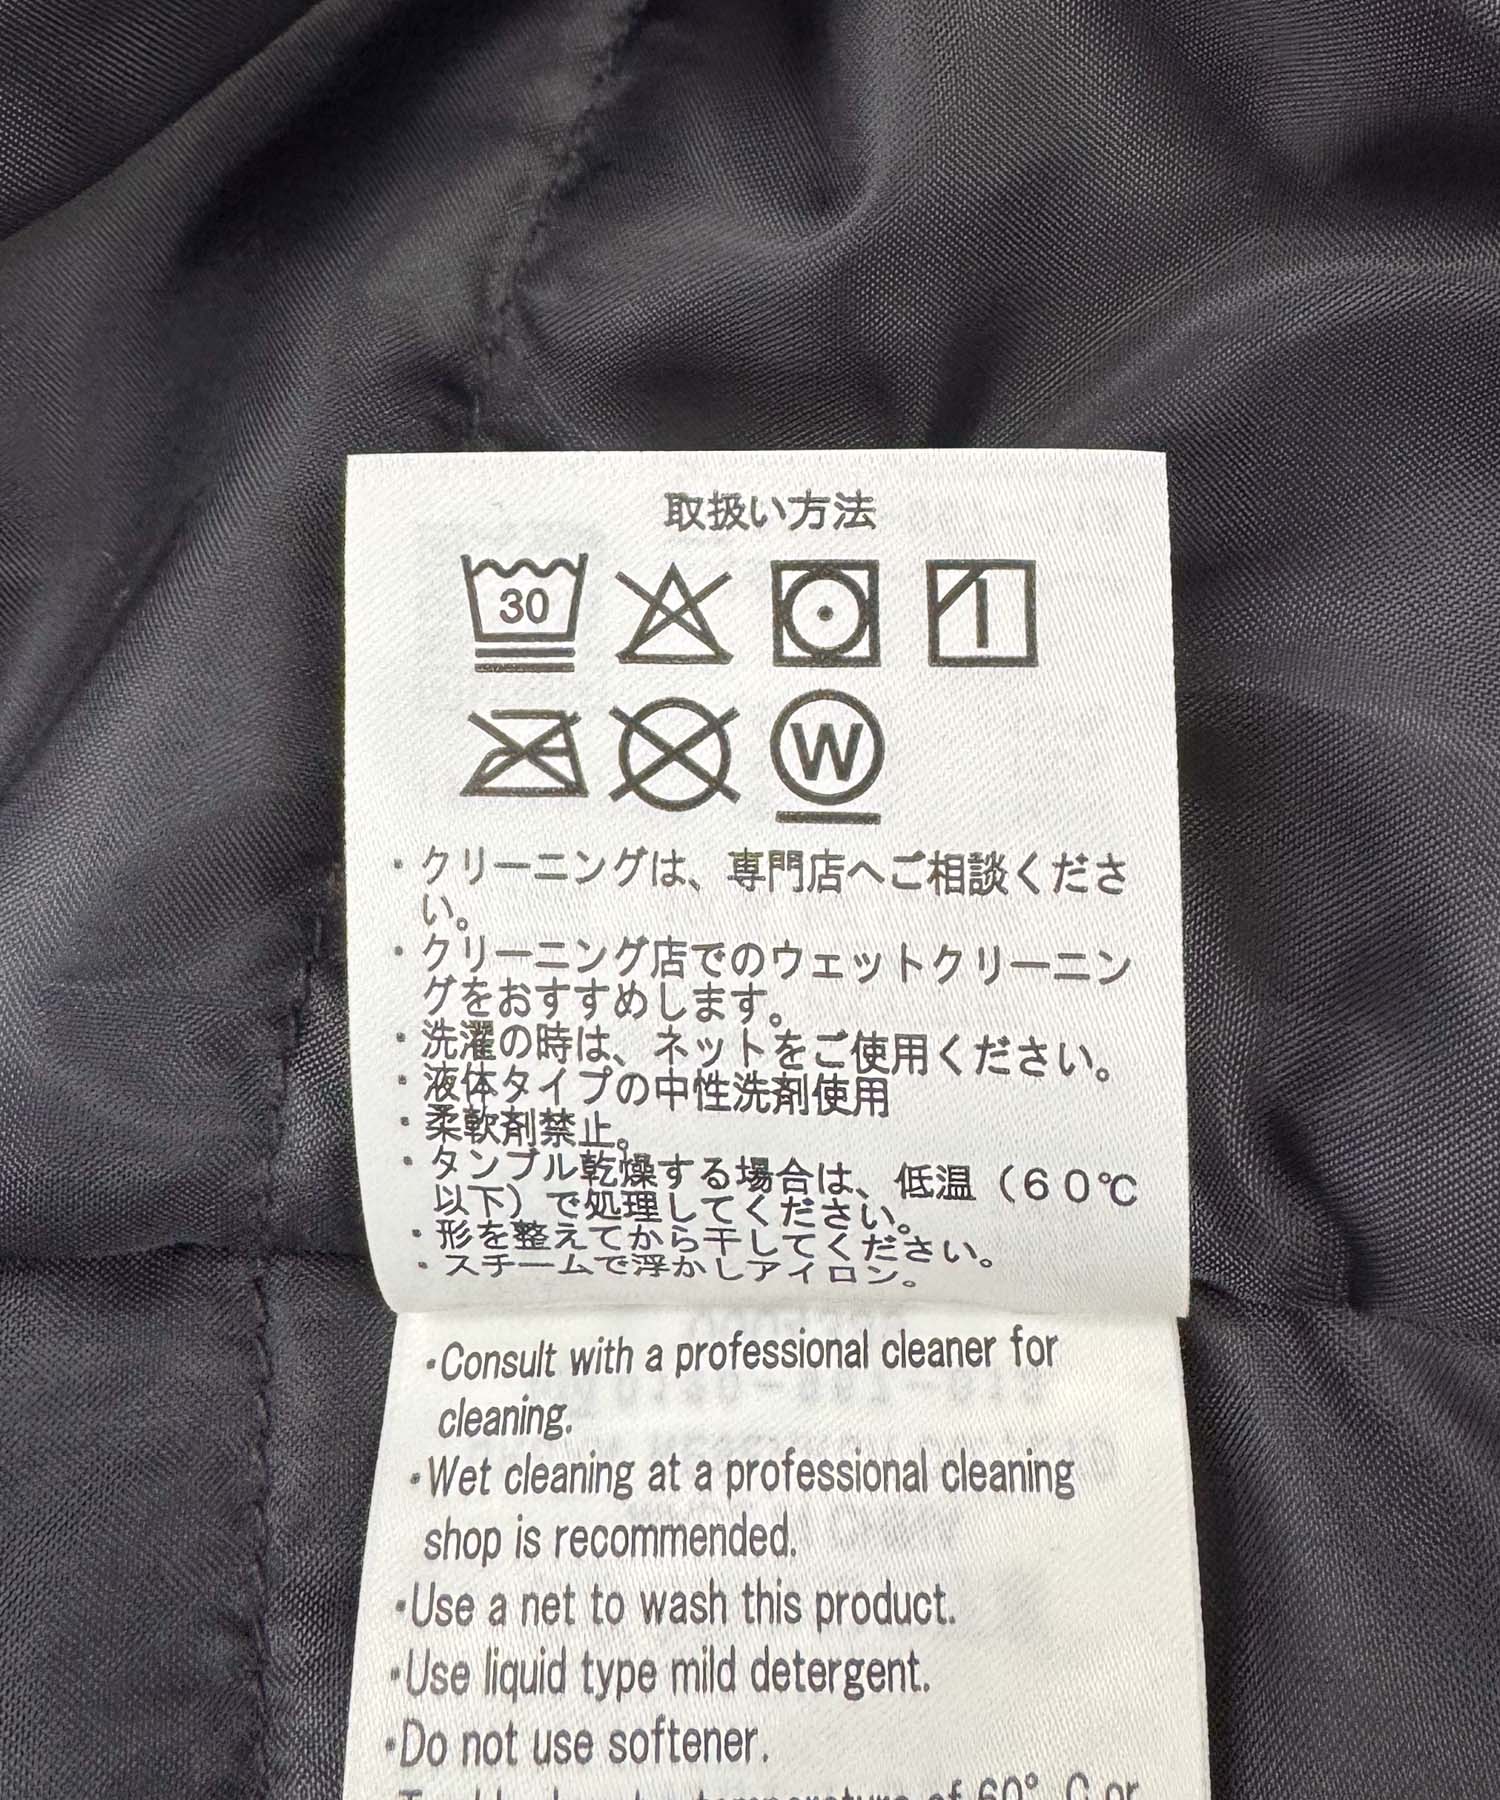 取扱い方法
30
W
・クリーニングは、専門店へご相談くださ
い。
・クリーニング店でのウェットクリーニン
グをおすすめします。
・洗濯の時は、ネットをご使用ください。
・液体タイプの中性洗剤使用
・柔軟剤禁止。
・タンブル乾燥する場合は、低温（６０℃
以下）で処理してください。
・形を整えてから干してください。
・スチームで浮かしアイロン。
・Consult with a professional cleaner for
cleaning.
・Wet cleaning at a professional cleaning
shop is recommended.
・Use a net to wash this product.
・Use liquid type mild detergent.
・Do not use softener.
temperature of 60° C or